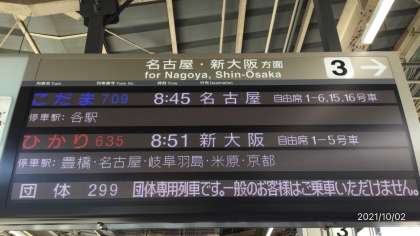 名古屋・新大阪方面
for Nagoya, Shin-Ōsaka
3 →
こだま 709 8:45 名古屋 自由席 1-6,15,16号車
停車駅: 各駅
ひかり 635 8:51 新大阪 自由席 1-5号車
停車駅: 豊橋・名古屋・岐阜羽島・米原・京都
団体 299 団体専用列車です。一般のお客様はご乗車いただけません。
2021/10/02